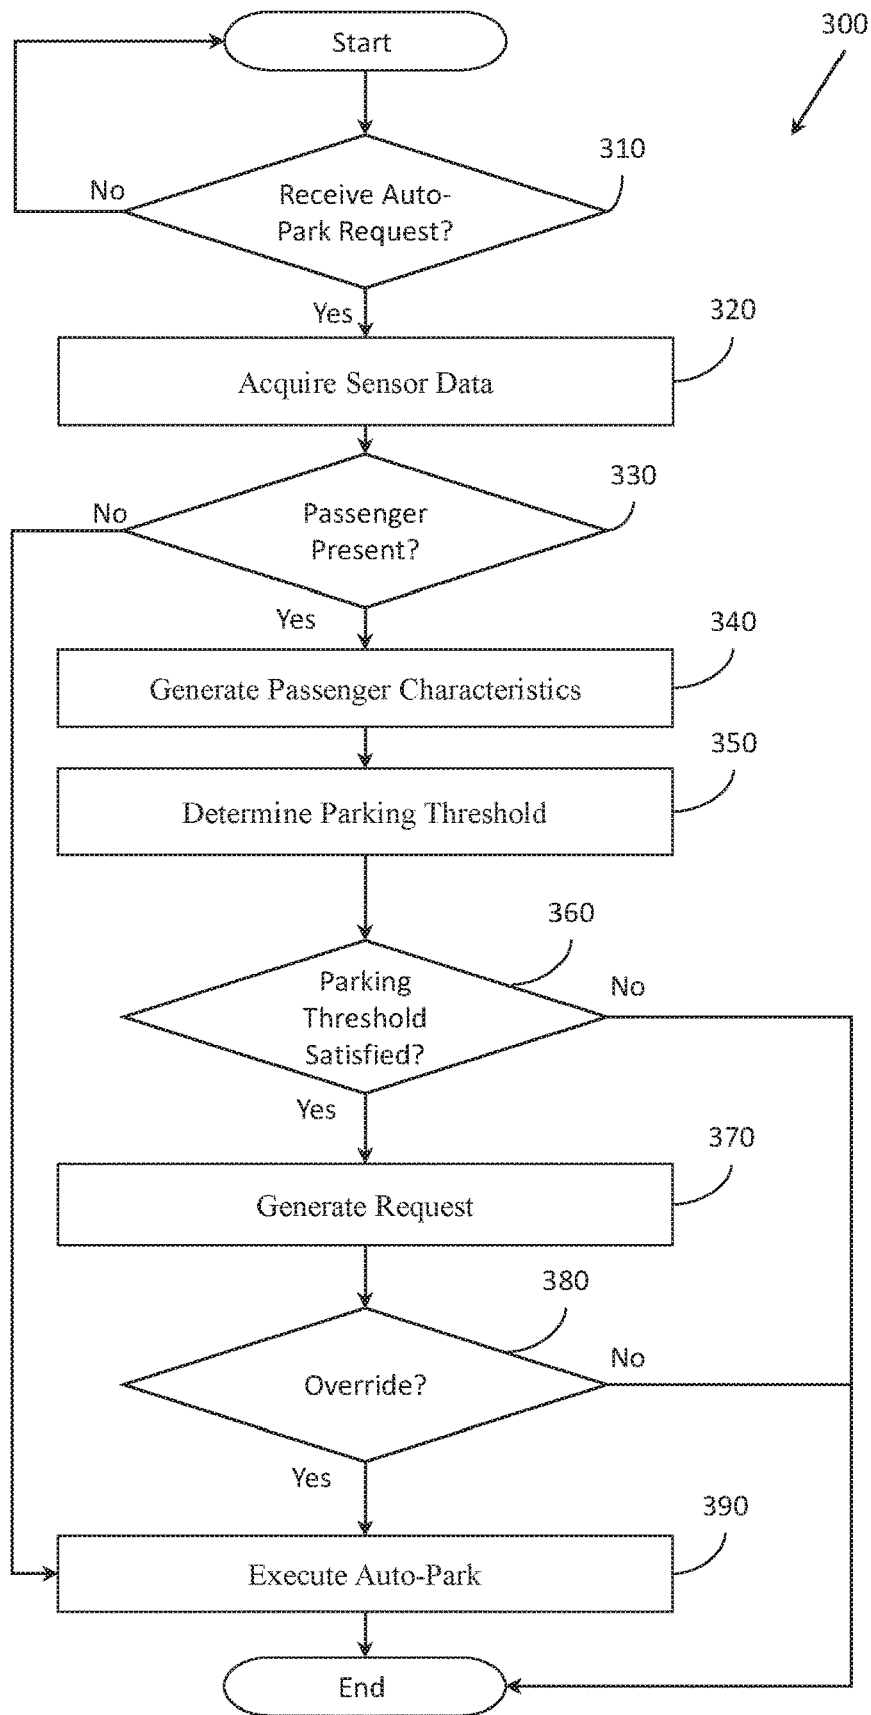 Start
300
310
No
Receive Auto-
Park Request?
Yes
320
Acquire Sensor Data
330
No
Passenger
Present?
Yes
340
Generate Passenger Characteristics
350
Determine Parking Threshold
360
Parking
Threshold
Satisfied?
No
Yes
370
Generate Request
380
Override?
No
Yes
390
Execute Auto-Park
End